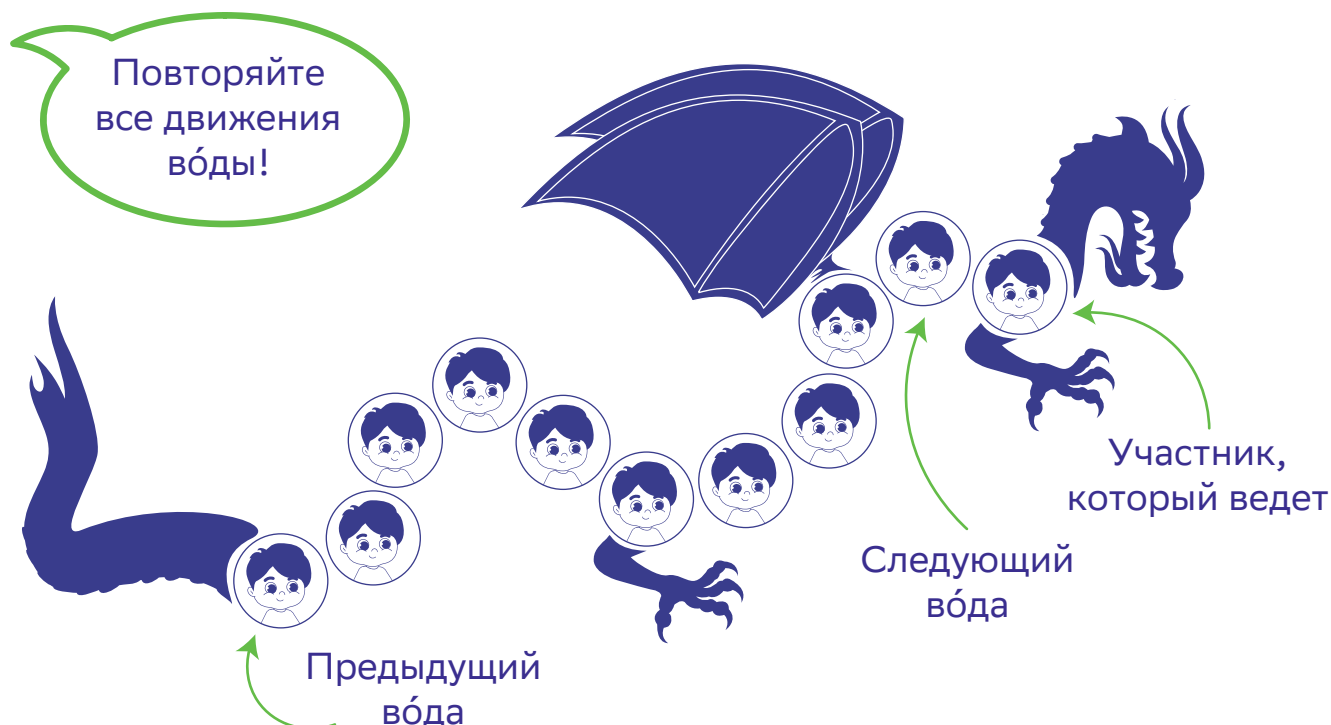 Повторяйте
все движения
во́ды!
Участник,
который ведет
Следующий
во́да
Предыдущий
во́да